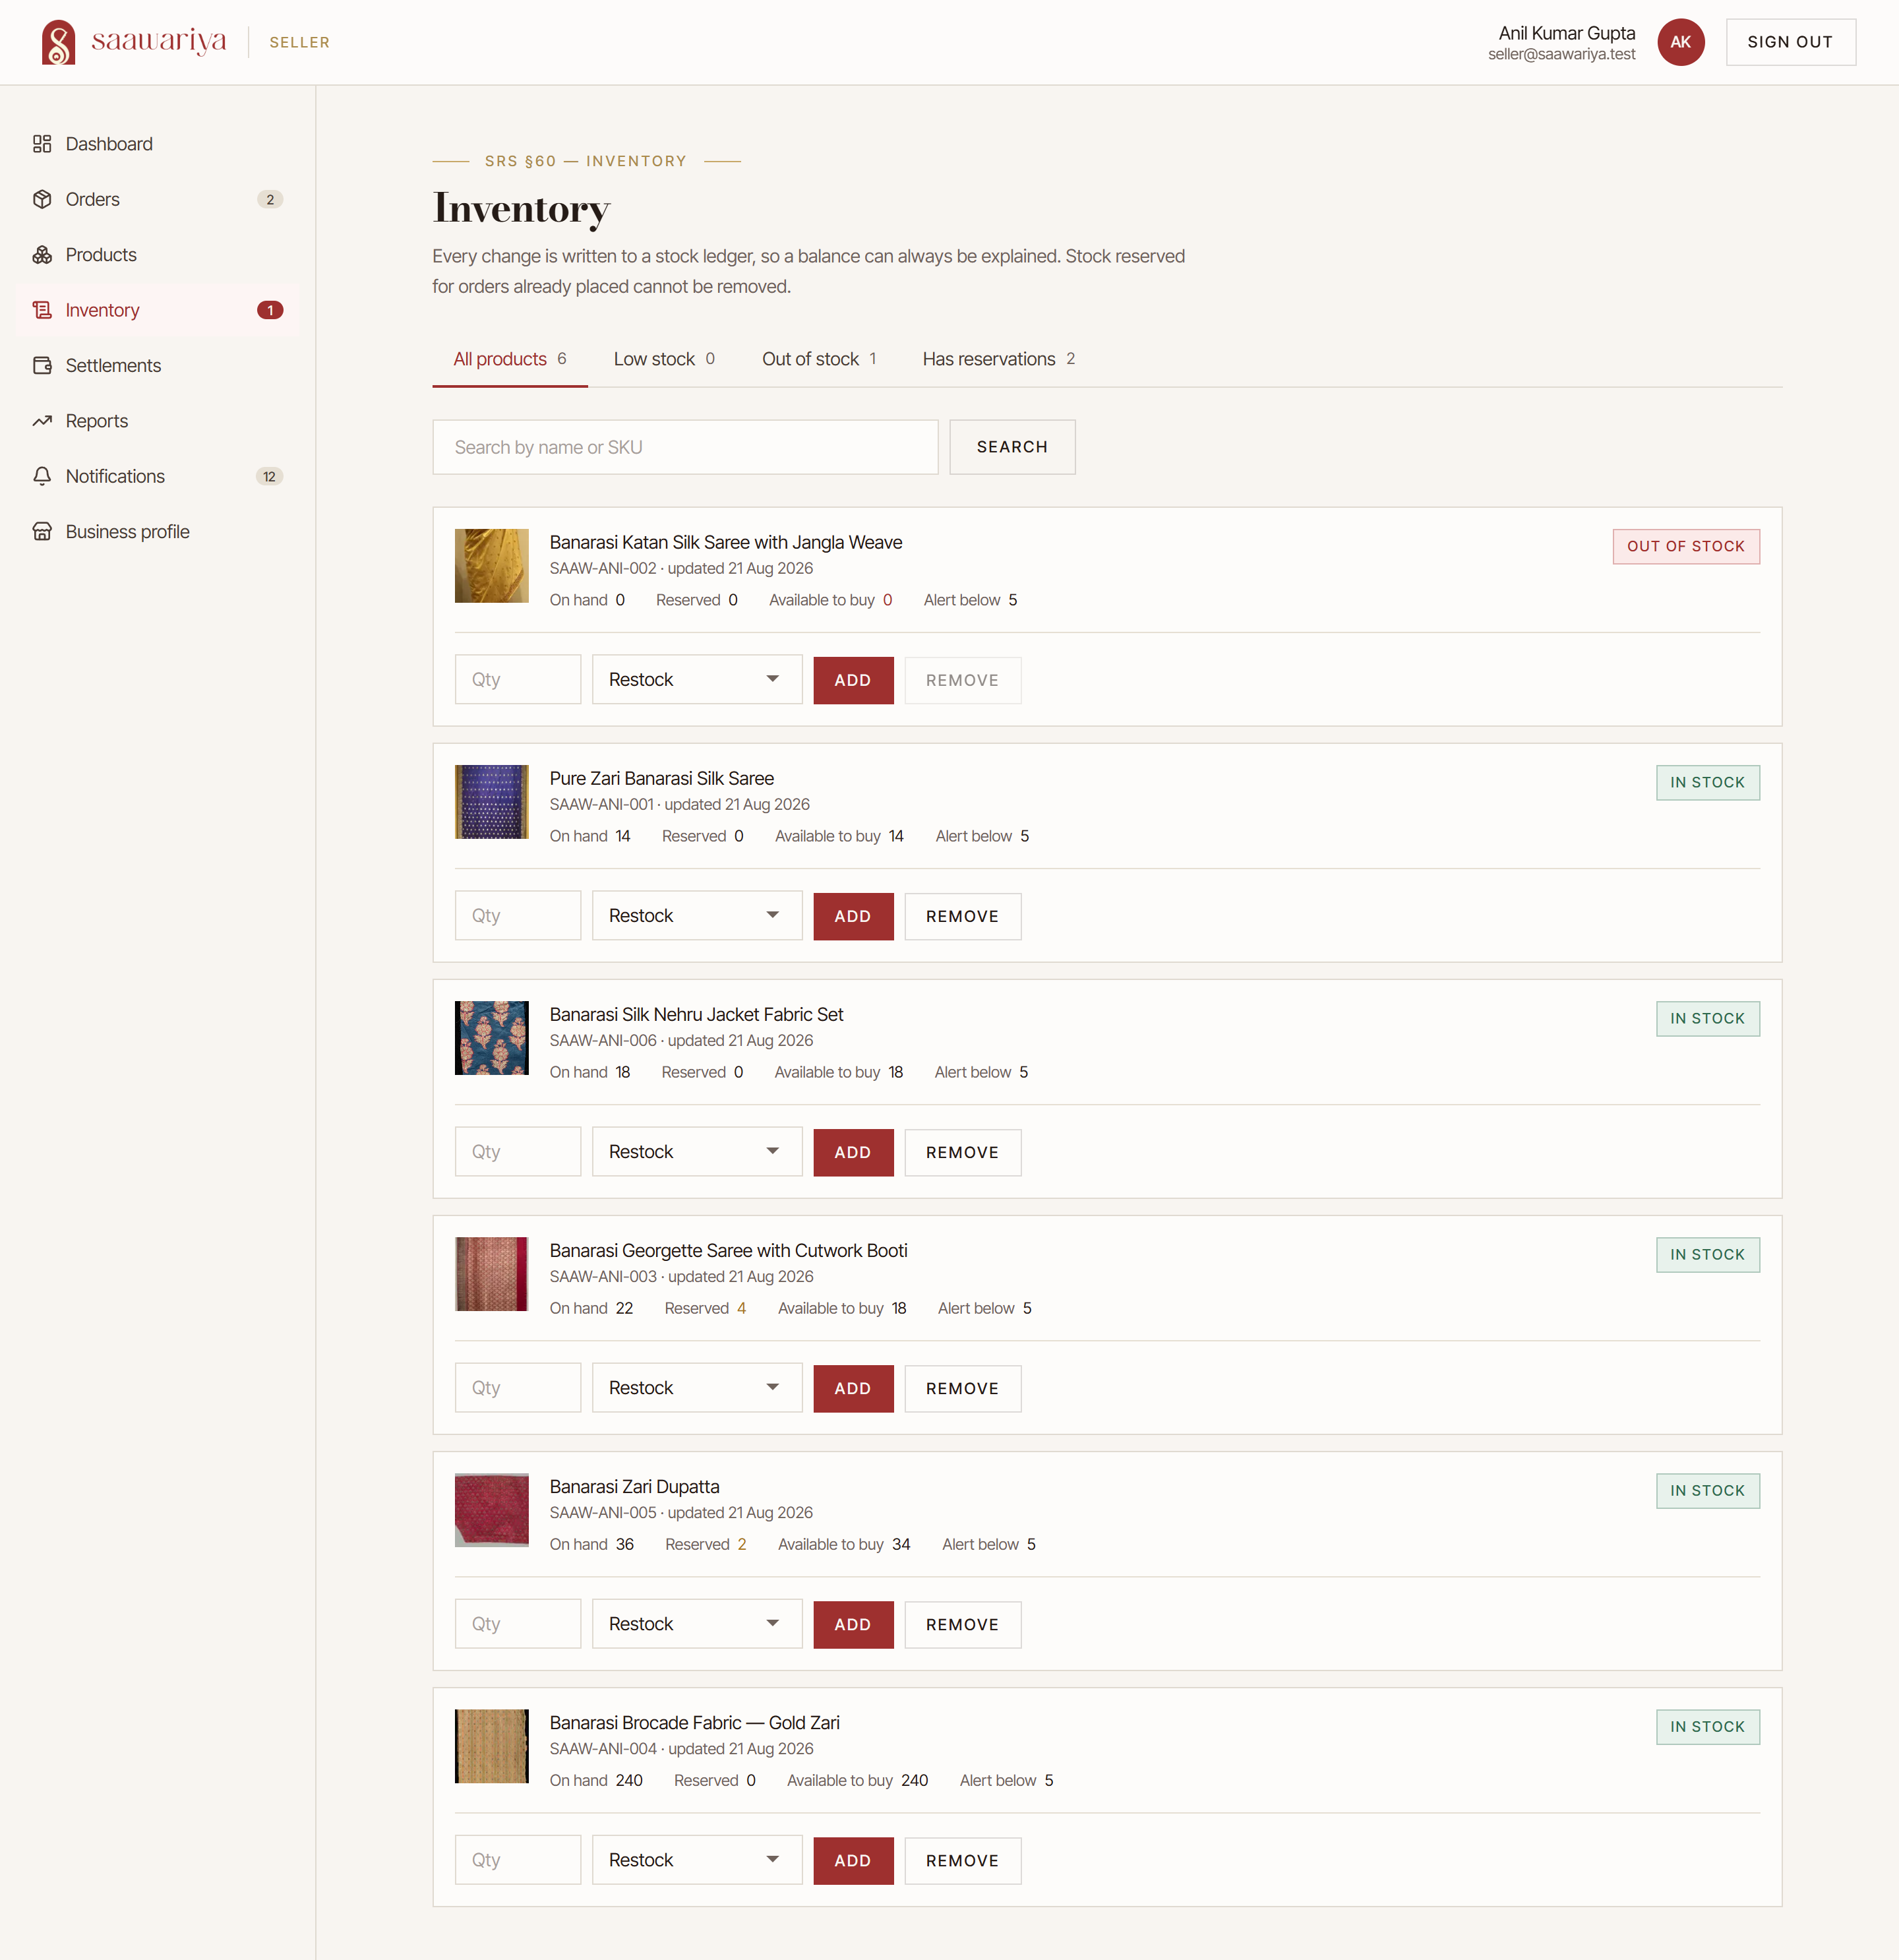 saawariya
SELLER
Anil Kumar Gupta
seller@saawariya.test
AK
SIGN OUT
Dashboard
Orders 2
Products
Inventory 1
Settlements
Reports
Notifications 12
Business profile
SRS §60 — INVENTORY
Inventory
Every change is written to a stock ledger, so a balance can always be explained. Stock reserved
for orders already placed cannot be removed.
All products 6 Low stock 0 Out of stock 1 Has reservations 2
Search by name or SKU SEARCH
Banarasi Katan Silk Saree with Jangla Weave OUT OF STOCK
SAAW-ANI-002 · updated 21 Aug 2026
On hand 0 Reserved 0 Available to buy 0 Alert below 5
Qty Restock ADD REMOVE
Pure Zari Banarasi Silk Saree IN STOCK
SAAW-ANI-001 · updated 21 Aug 2026
On hand 14 Reserved 0 Available to buy 14 Alert below 5
Qty Restock ADD REMOVE
Banarasi Silk Nehru Jacket Fabric Set IN STOCK
SAAW-ANI-006 · updated 21 Aug 2026
On hand 18 Reserved 0 Available to buy 18 Alert below 5
Qty Restock ADD REMOVE
Banarasi Georgette Saree with Cutwork Booti IN STOCK
SAAW-ANI-003 · updated 21 Aug 2026
On hand 22 Reserved 4 Available to buy 18 Alert below 5
Qty Restock ADD REMOVE
Banarasi Zari Dupatta IN STOCK
SAAW-ANI-005 · updated 21 Aug 2026
On hand 36 Reserved 2 Available to buy 34 Alert below 5
Qty Restock ADD REMOVE
Banarasi Brocade Fabric — Gold Zari IN STOCK
SAAW-ANI-004 · updated 21 Aug 2026
On hand 240 Reserved 0 Available to buy 240 Alert below 5
Qty Restock ADD REMOVE